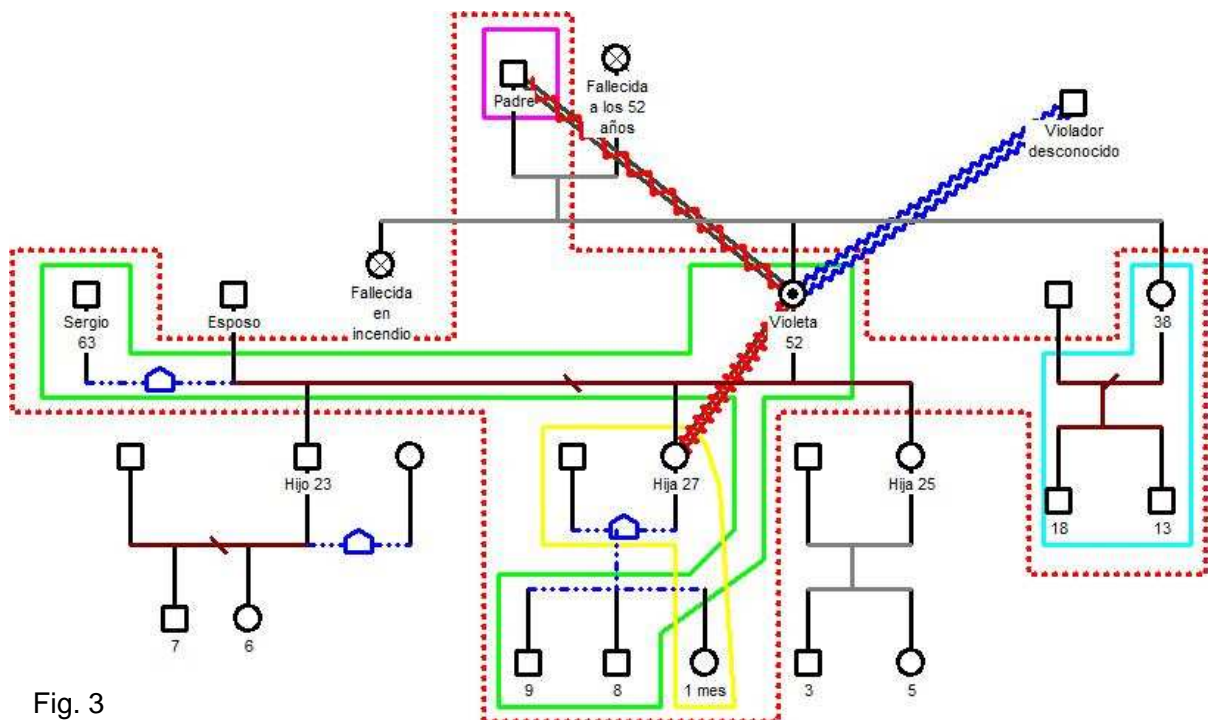 Padre
Fallecida
a los 52
años
Violador
desconocido
Fallecida
en
incendio
Sergio
63
Esposo
Violeta
52
38
Hijo 23
Hija 27
Hija 25
18
13
7
6
9
8
1 mes
3
5
Fig. 3